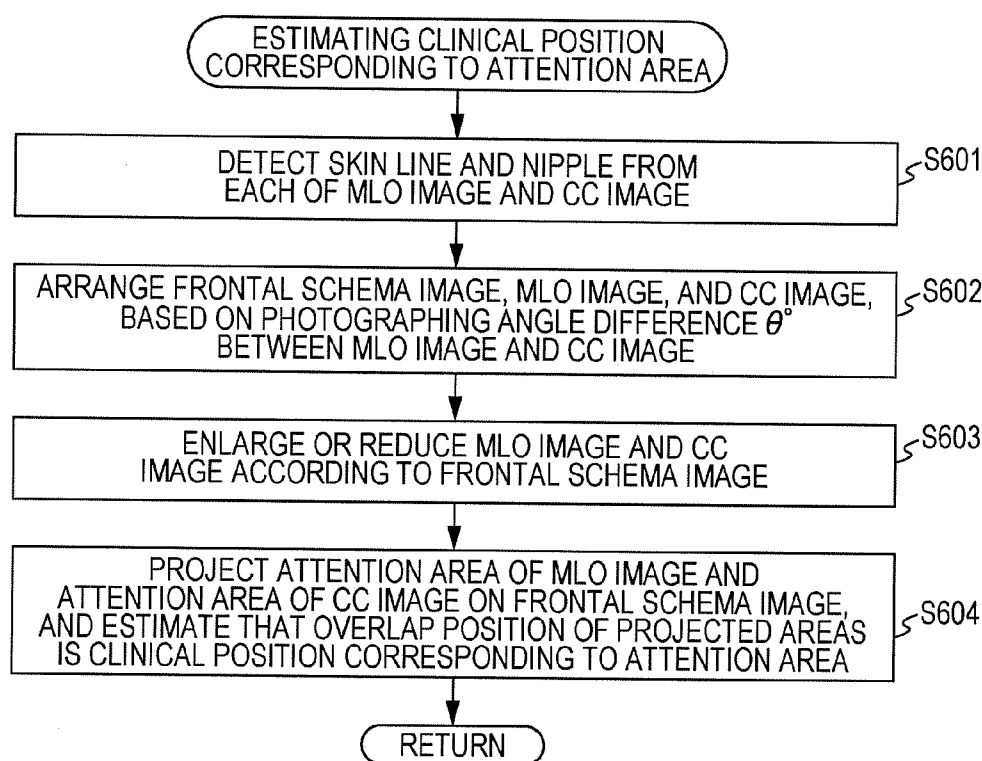 ESTIMATING CLINICAL POSITION
CORRESPONDING TO ATTENTION AREA
DETECT SKIN LINE AND NIPPLE FROM
EACH OF MLO IMAGE AND CC IMAGE
S601
ARRANGE FRONTAL SCHEMA IMAGE, MLO IMAGE, AND CC IMAGE,
BASED ON PHOTOGRAPHING ANGLE DIFFERENCE θ°
BETWEEN MLO IMAGE AND CC IMAGE
S602
ENLARGE OR REDUCE MLO IMAGE AND CC
IMAGE ACCORDING TO FRONTAL SCHEMA IMAGE
S603
PROJECT ATTENTION AREA OF MLO IMAGE AND
ATTENTION AREA OF CC IMAGE ON FRONTAL SCHEMA IMAGE,
AND ESTIMATE THAT OVERLAP POSITION OF PROJECTED AREAS
IS CLINICAL POSITION CORRESPONDING TO ATTENTION AREA
S604
RETURN